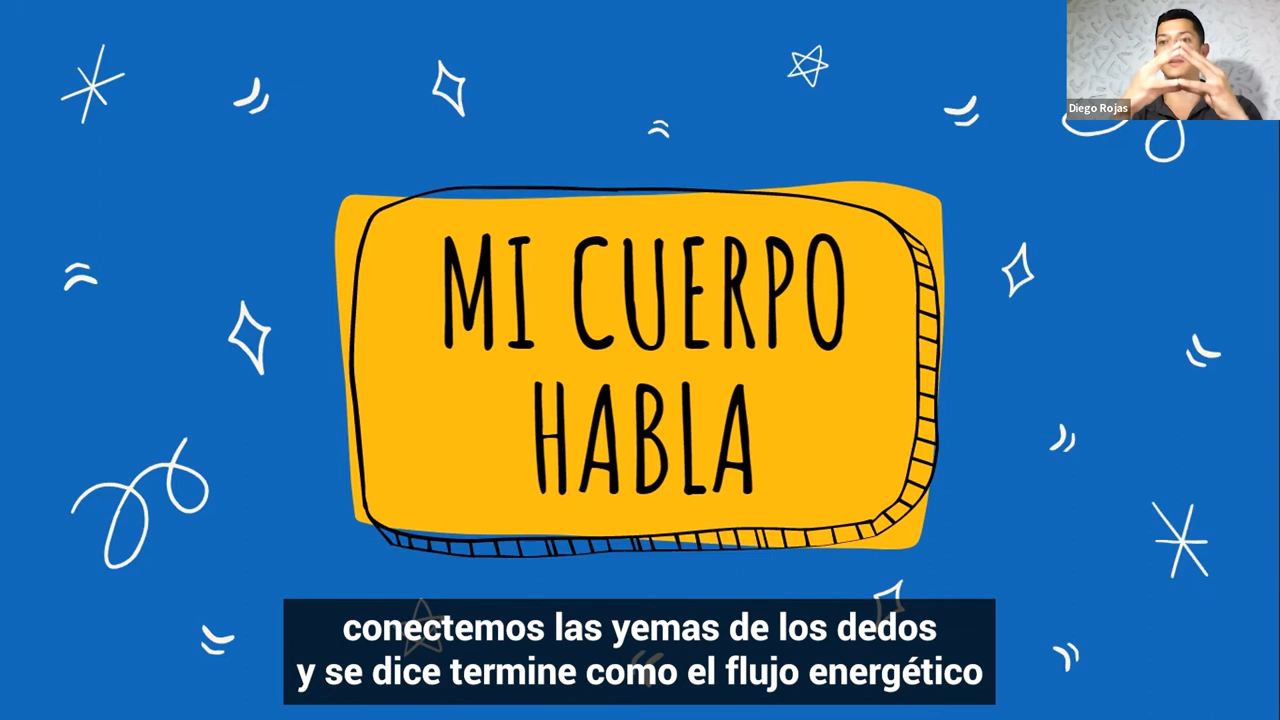 Diego Rojas
MI CUERPO
HABLA
conectemos las yemas de los dedos
y se dice termine como el flujo energético